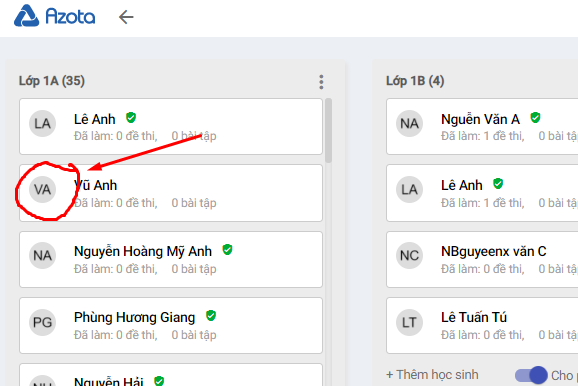 Azota
Lớp 1A (35)
LA
Lê Anh
Đã làm: 0 đề thi, 0 bài tập
VA
Vũ Anh
Đã làm: 0 đề thi, 0 bài tập
NA
Nguyễn Hoàng Mỹ Anh
Đã làm: 0 đề thi, 0 bài tập
PG
Phùng Hương Giang
Đã làm: 0 đề thi, 0 bài tập
NH
Nguyễn Hải
Lớp 1B (4)
NA
Nguễn Văn A
Đã làm: 1 đề thi, 0 bài tập
LA
Lê Anh
Đã làm: 1 đề thi, 0 bài tập
NC
NBguyeenx văn C
Đã làm: 0 đề thi, 0 bài tập
LT
Lê Tuấn Tú
Đã làm: 0 đề thi, 0 bài tập
+ Thêm học sinh
Cho